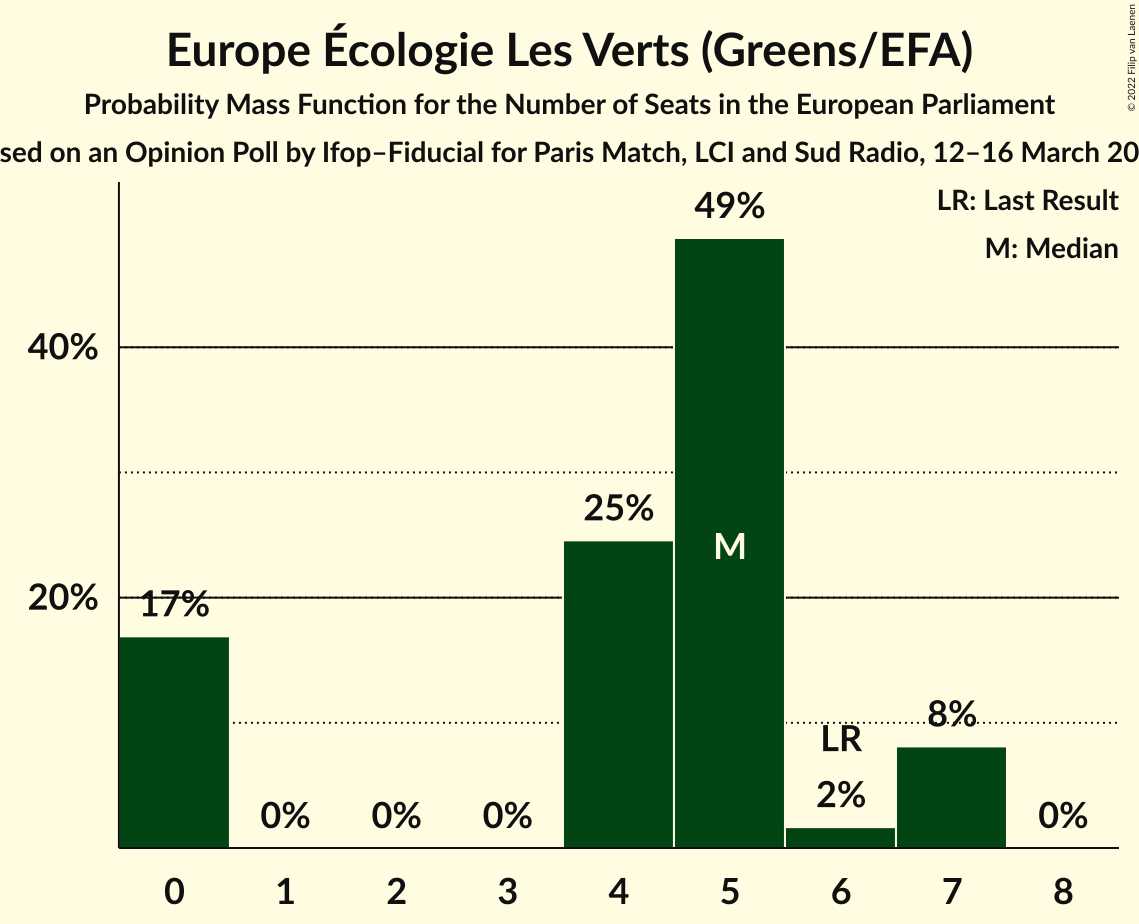 Europe Écologie Les Verts (Greens/EFA)
Probability Mass Function for the Number of Seats in the European Parliament
on an Opinion Poll by Ifop–Fiducial for Paris Match, LCI and Sud Radio, 12–16 March
© 2022 Filip van Laenen
LR: Last Result
M: Median
49%
40%
25%
M
20%
17%
8%
LR
2%
0% 0% 0% 0%
0 1 2 3 4 5 6 7 8